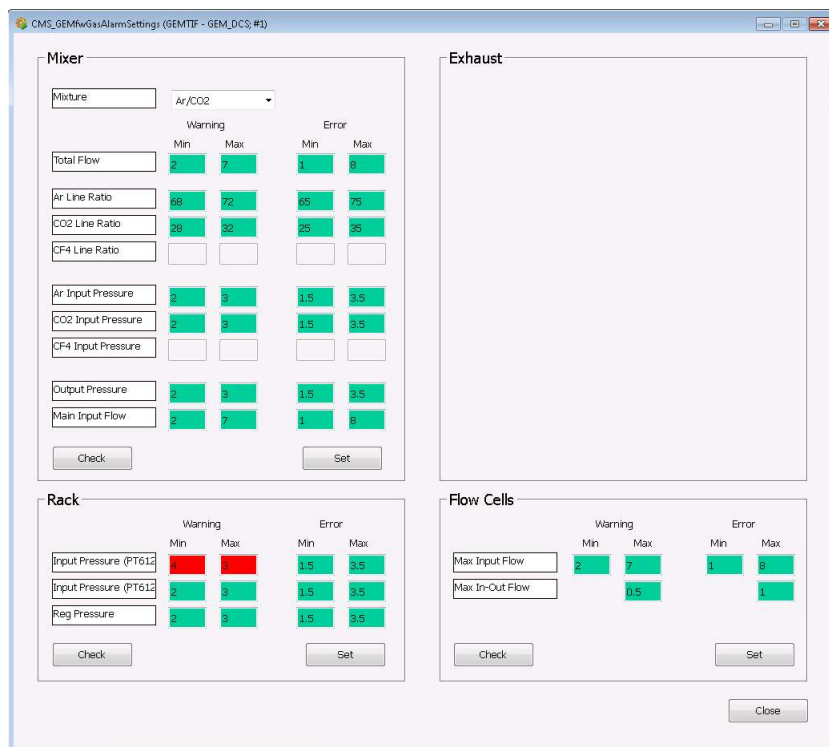 CMS_GEMfwGasAlarmSettings (GEMTIF - GEM_DCS; #1)
Mixer
Mixture Ar/CO2
Warning Error
Min Max Min Max
Total Flow 2 7 1 8
Ar Line Ratio 68 72 65 75
CO2 Line Ratio 28 32 25 35
CF4 Line Ratio
Ar Input Pressure 2 3 1.5 3.5
CO2 Input Pressure 2 3 1.5 3.5
CF4 Input Pressure
Output Pressure 2 3 1.5 3.5
Main Input Flow 2 7 1 8
Check Set
Exhaust
Rack
Warning Error
Min Max Min Max
Input Pressure (PT612 4 3 1.5 3.5
Input Pressure (PT612 2 3 1.5 3.5
Reg Pressure 2 3 1.5 3.5
Check Set
Flow Cells
Warning Error
Min Max Min Max
Max Input Flow 2 7 1 8
Max In-Out Flow 0.5 1
Check Set
Close